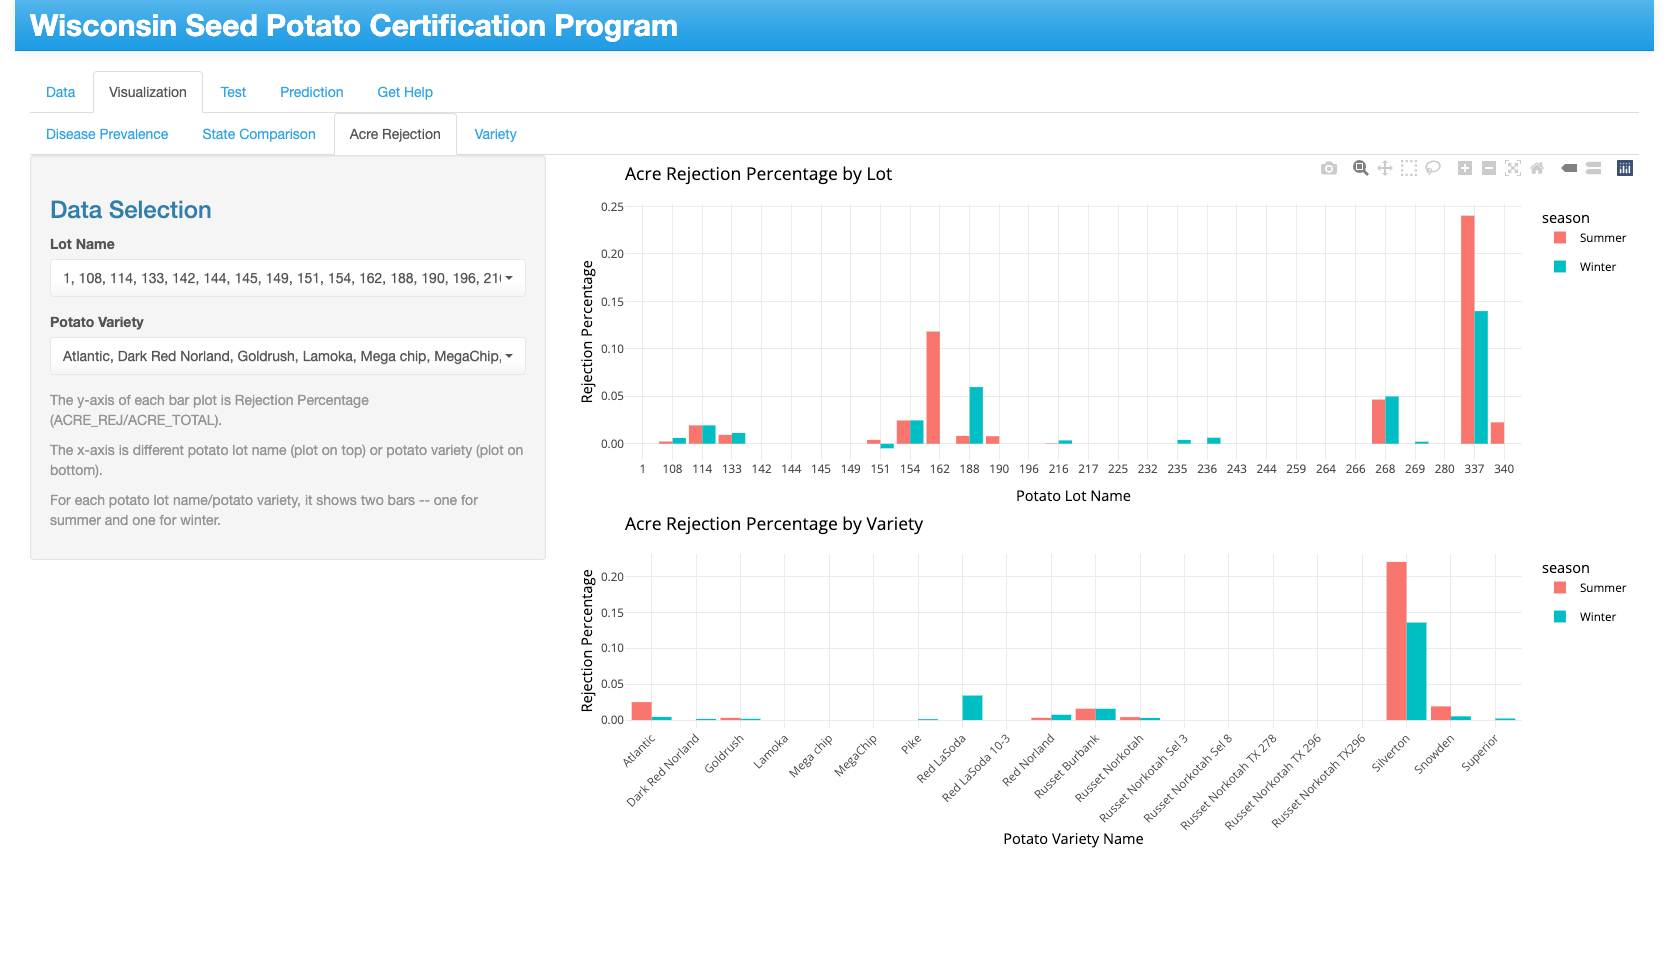 Wisconsin Seed Potato Certification Program
Data Visualization Test Prediction Get Help
Disease Prevalence State Comparison Acre Rejection Variety
Data Selection
Lot Name
1, 108, 114, 133, 142, 144, 145, 149, 151, 154, 162, 188, 190, 196, 21
Potato Variety
Atlantic, Dark Red Norland, Goldrush, Lamoka, Mega chip, MegaChip,
The y-axis of each bar plot is Rejection Percentage
(ACRE_REJ/ACRE_TOTAL).
The x-axis is different potato lot name (plot on top) or potato variety (plot on
bottom).
For each potato lot name/potato variety, it shows two bars -- one for
summer and one for winter.
Acre Rejection Percentage by Lot
Rejection Percentage
0.25
0.20
0.15
0.10
0.05
0.00
1 108 114 133 142 144 145 149 151 154 162 188 190 196 216 217 225 232 235 236 243 244 259 264 266 268 269 280 337 340
Potato Lot Name
season
Summer
Winter
Acre Rejection Percentage by Variety
Rejection Percentage
0.20
0.15
0.10
0.05
0.00
Atlantic
Dark Red Norland
Goldrush
Lamoka
Mega chip
MegaChip
Pike
Red LaSoda
Red LaSoda 10-3
Red Norland
Russet Burbank
Russet Norkotah
Russet Norkotah Sel 3
Russet Norkotah Sel 8
Russet Norkotah TX 278
Russet Norkotah TX 296
Russet Norkotah TX296
Silverton
Snowden
Superior
Potato Variety Name
season
Summer
Winter